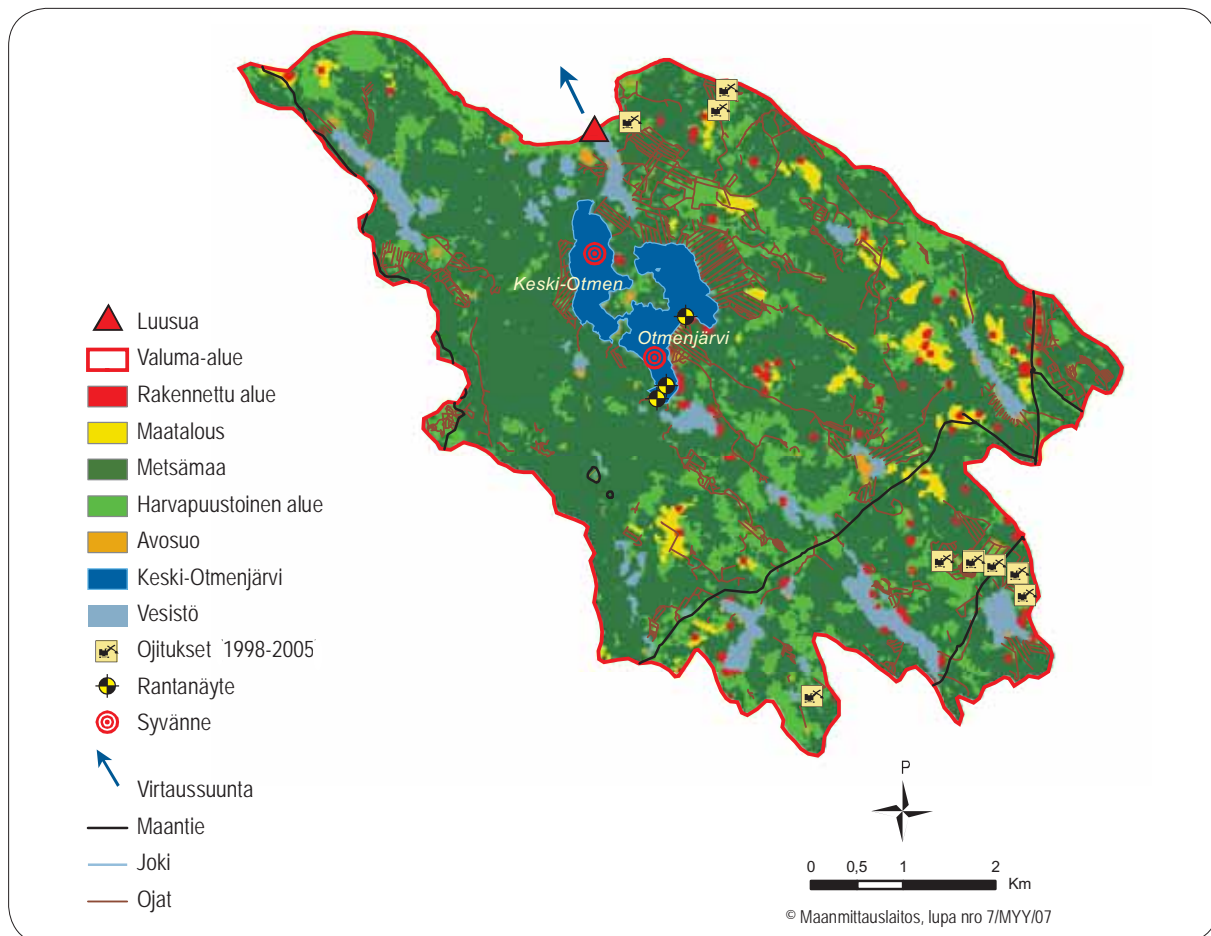 Keski-Otmen
Otmenjärvi
Luusua
Valuma-alue
Rakennettu alue
Maatalous
Metsämaa
Harvapuustoinen alue
Avosuo
Keski-Otmenjärvi
Vesistö
Ojitukset 1998-2005
Rantanäyte
Syvänne
Virtaussuunta
Maantie
Joki
Ojat
P
0 0,5 1 2
Km
© Maanmittauslaitos, lupa nro 7/MYY/07